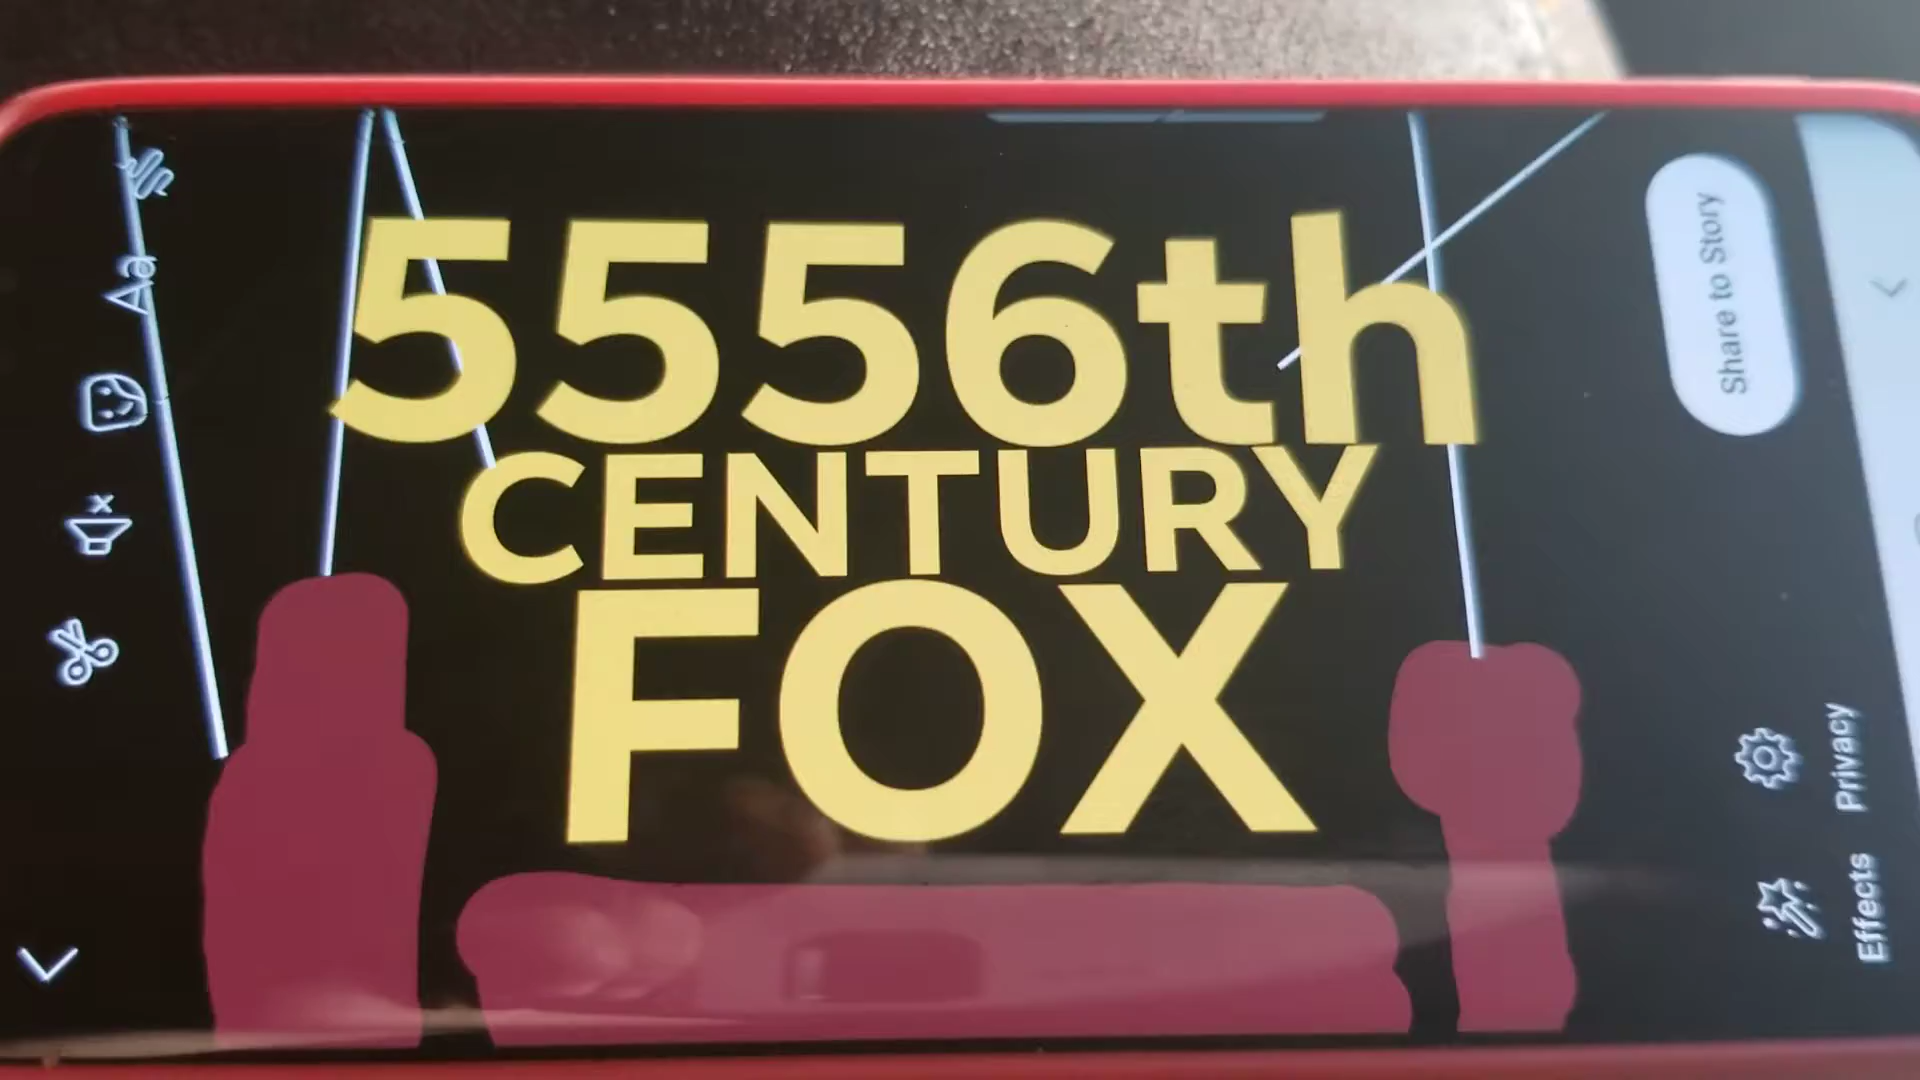 5556th
CENTURY
FOX
Aa
Share to Story
Privacy
Effects